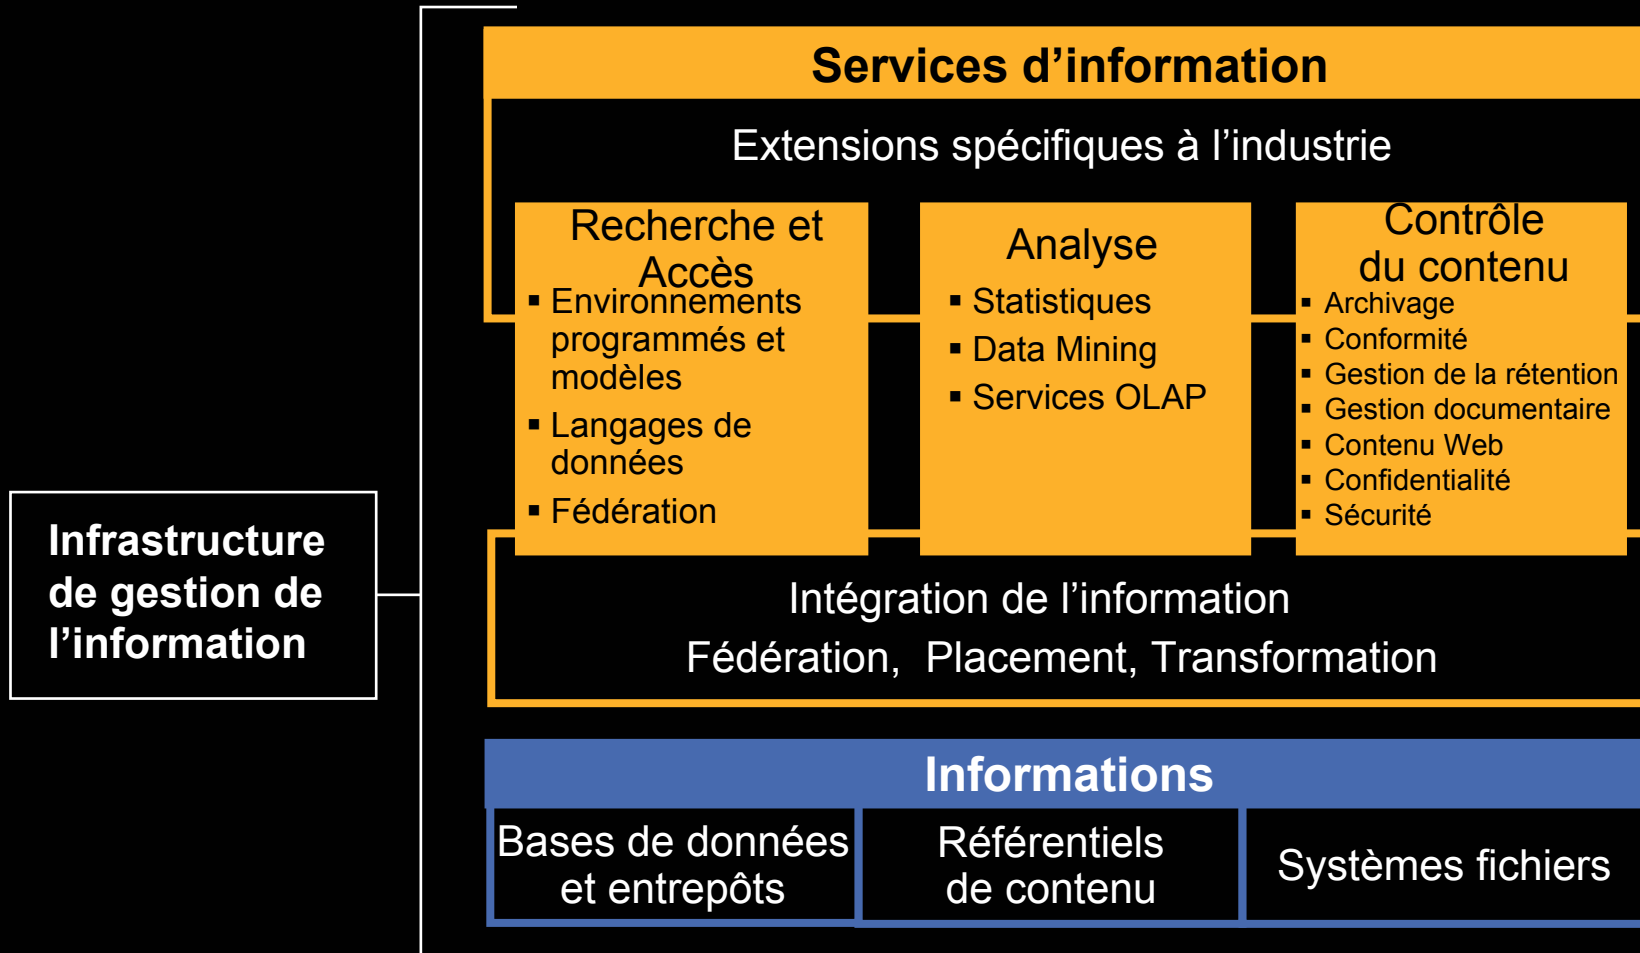 Services d’information
Extensions spécifiques à l’industrie
Recherche et
Accès
▪ Environnements
programmés et
modèles
▪ Langages de
données
▪ Fédération
Analyse
▪ Statistiques
▪ Data Mining
▪ Services OLAP
Contrôle
du contenu
▪ Archivage
▪ Conformité
▪ Gestion de la rétention
▪ Gestion documentaire
▪ Contenu Web
▪ Confidentialité
▪ Sécurité
Infrastructure
de gestion de
l’information
Intégration de l’information
Fédération, Placement, Transformation
Informations
Bases de données
et entrepôts
Référentiels
de contenu
Systèmes fichiers